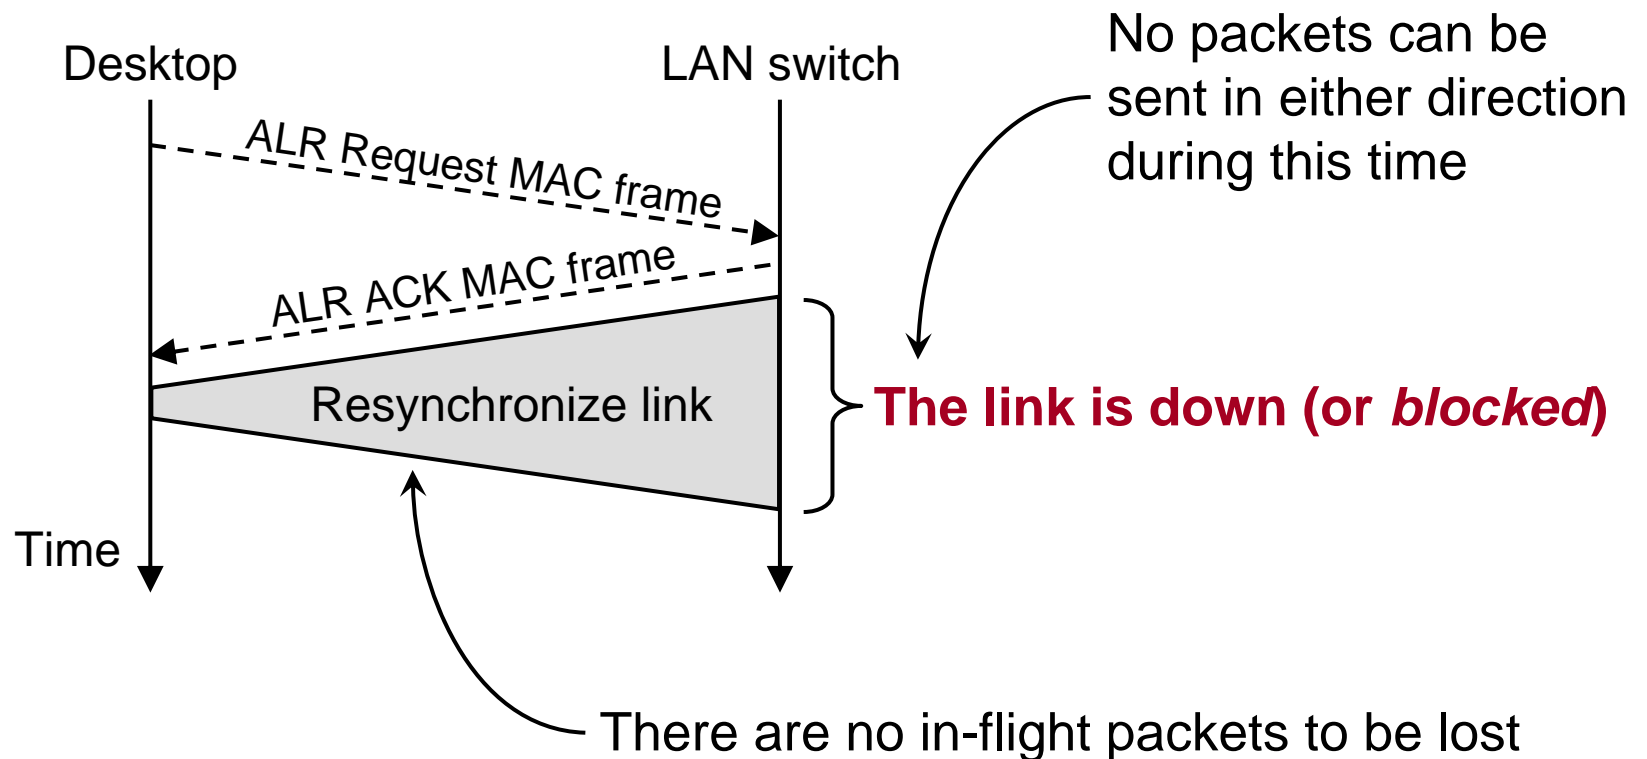 Desktop
LAN switch
No packets can be
sent in either direction
during this time
ALR Request MAC frame
ALR ACK MAC frame
Resynchronize link
The link is down (or blocked)
Time
There are no in-flight packets to be lost